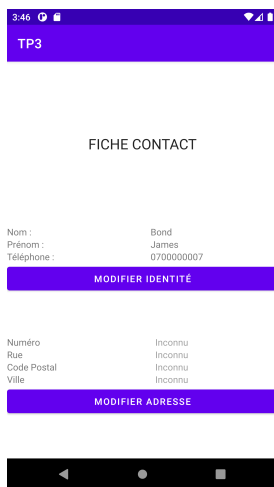 3:46
TP3
FICHE CONTACT
Nom : Bond
Prénom : James
Téléphone : 0700000007
MODIFIER IDENTITÉ
Numéro Inconnu
Rue Inconnu
Code Postal Inconnu
Ville Inconnu
MODIFIER ADRESSE